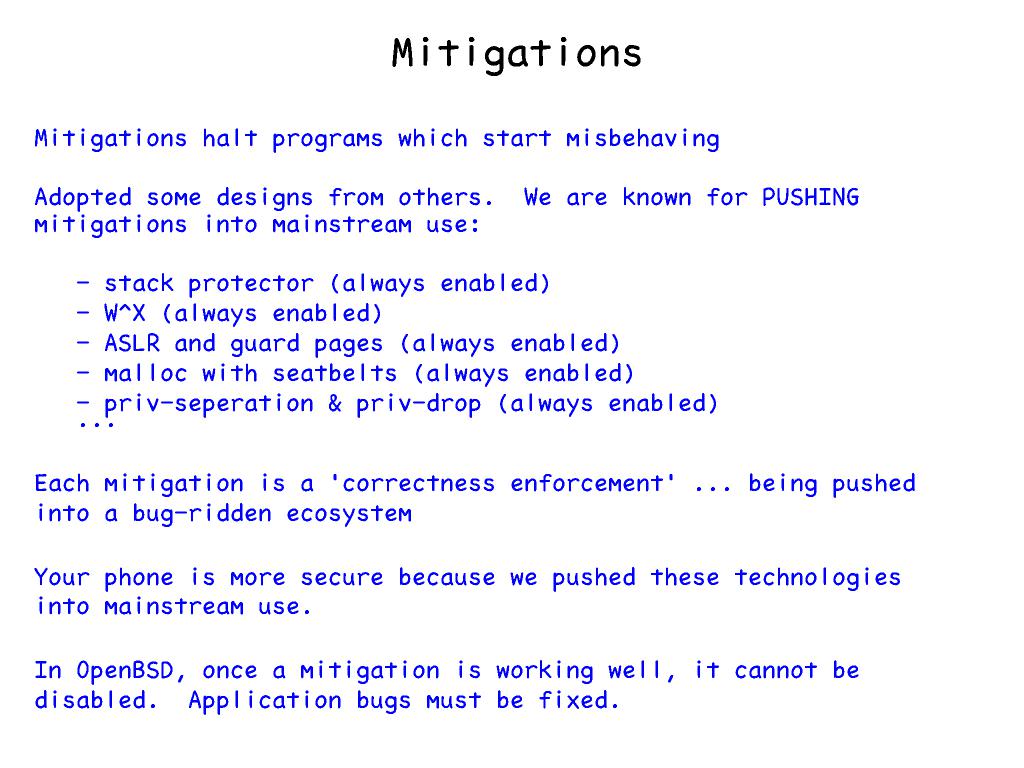 Mitigations
Mitigations halt programs which start misbehaving
Adopted some designs from others.  We are known for PUSHING
mitigations into mainstream use:
- stack protector (always enabled)
- W^X (always enabled)
- ASLR and guard pages (always enabled)
- malloc with seatbelts (always enabled)
- priv-seperation & priv-drop (always enabled)
...
Each mitigation is a 'correctness enforcement' ... being pushed
into a bug-ridden ecosystem
Your phone is more secure because we pushed these technologies
into mainstream use.
In OpenBSD, once a mitigation is working well, it cannot be
disabled.  Application bugs must be fixed.